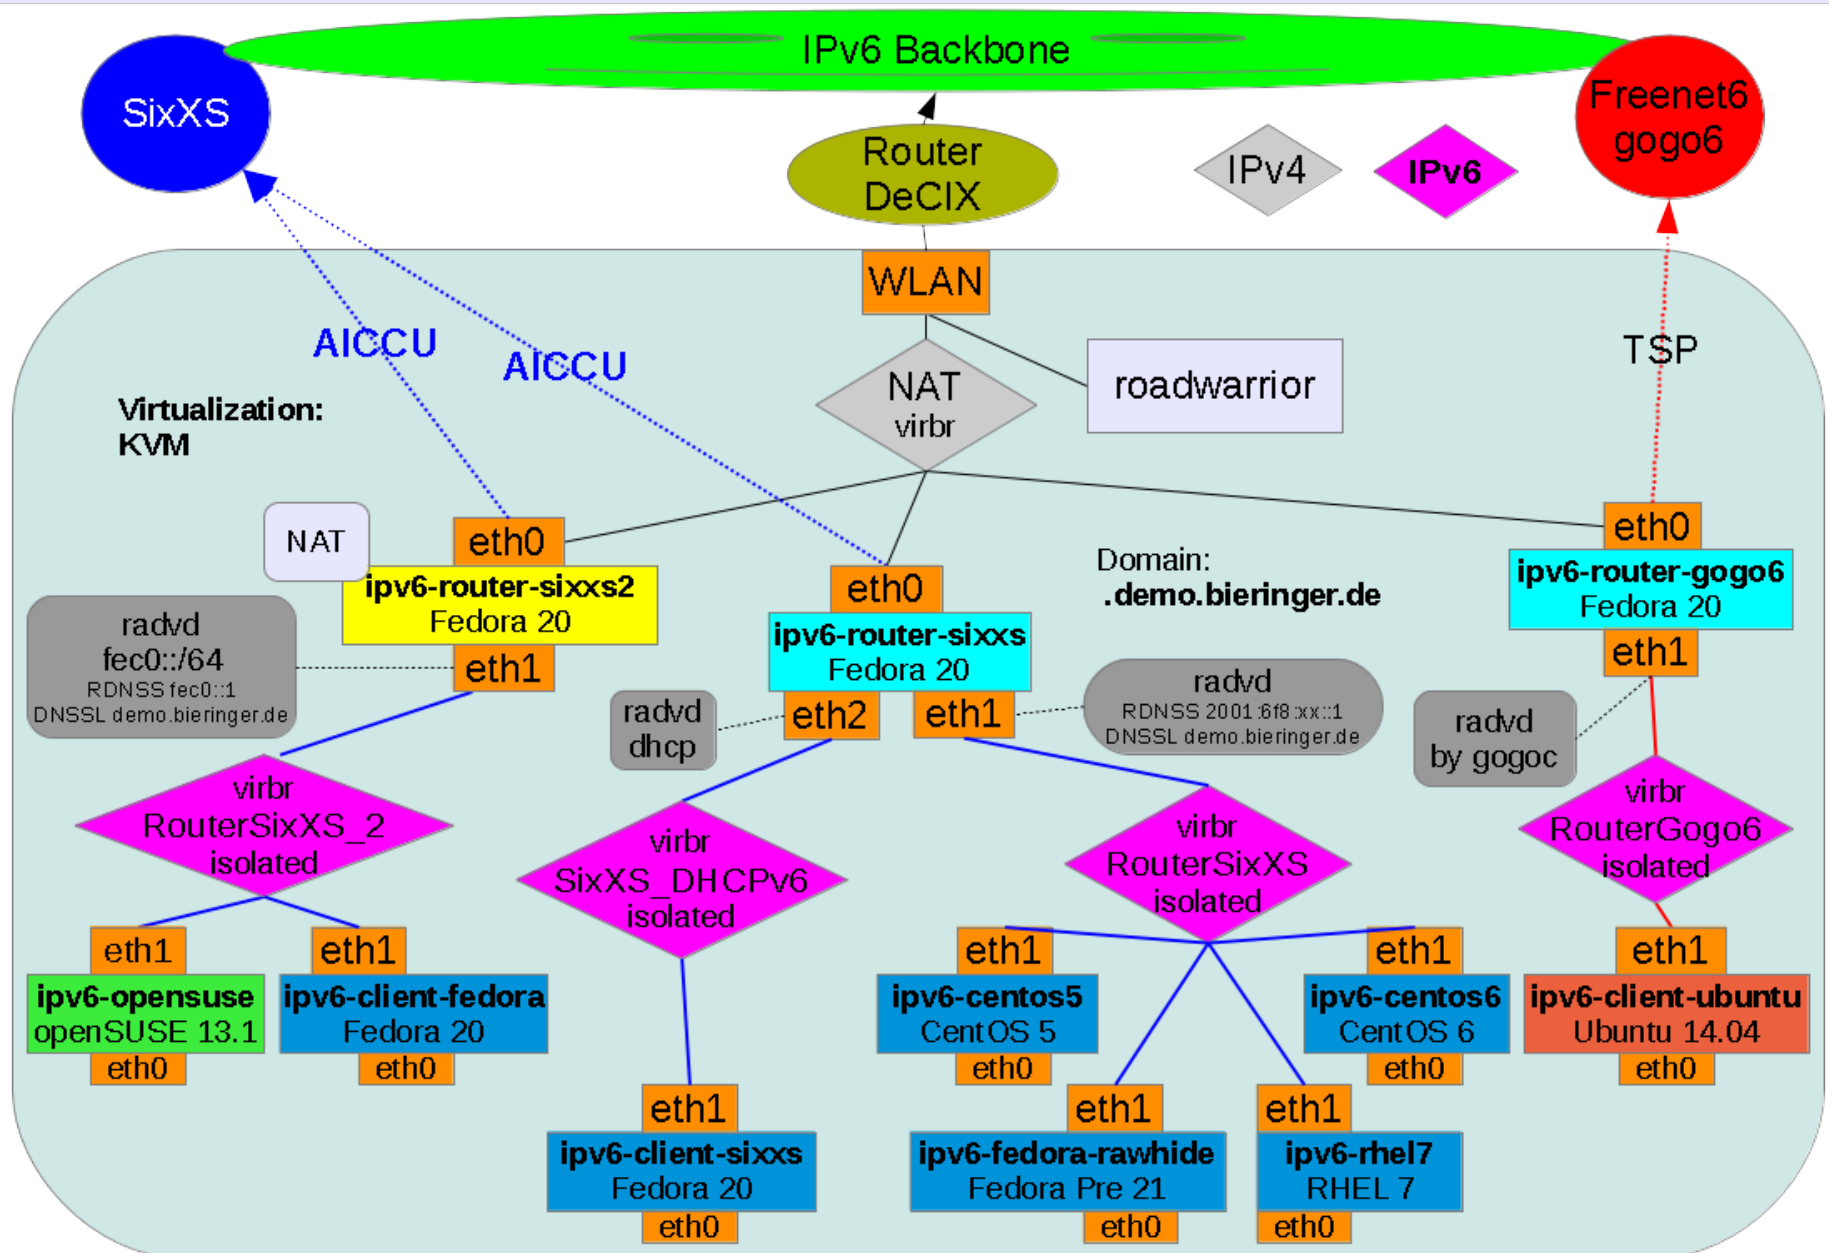 IPv6 Backbone
SixXS
Freenet6
gogo6
Router
DeCIX
IPv4
IPv6
WLAN
AICCU
AICCU
TSP
NAT
virbr
roadwarrior
Virtualization:
KVM
NAT
eth0
ipv6-router-sixxs2
Fedora 20
eth1
radvd
fec0::/64
RDNSS fec0::1
DNSSL demo.bieringer.de
eth0
ipv6-router-sixxs
Fedora 20
eth2
eth1
Domain:
.demo.bieringer.de
eth0
ipv6-router-gogo6
Fedora 20
eth1
radvd
dhcp
radvd
RDNSS 2001:6f8:xx::1
DNSSL demo.bieringer.de
radvd
by gogoc
virbr
RouterSixXS_2
isolated
virbr
SixXS_DHCPv6
isolated
virbr
RouterSixXS
isolated
virbr
RouterGogo6
isolated
eth1
ipv6-opensuse
openSUSE 13.1
eth0
eth1
ipv6-client-fedora
Fedora 20
eth0
eth1
ipv6-centos5
CentOS 5
eth0
eth1
ipv6-centos6
CentOS 6
eth0
eth1
ipv6-client-ubuntu
Ubuntu 14.04
eth0
eth1
ipv6-client-sixxs
Fedora 20
eth0
eth1
ipv6-fedora-rawhide
Fedora Pre 21
eth0
eth1
ipv6-rhel7
RHEL 7
eth0